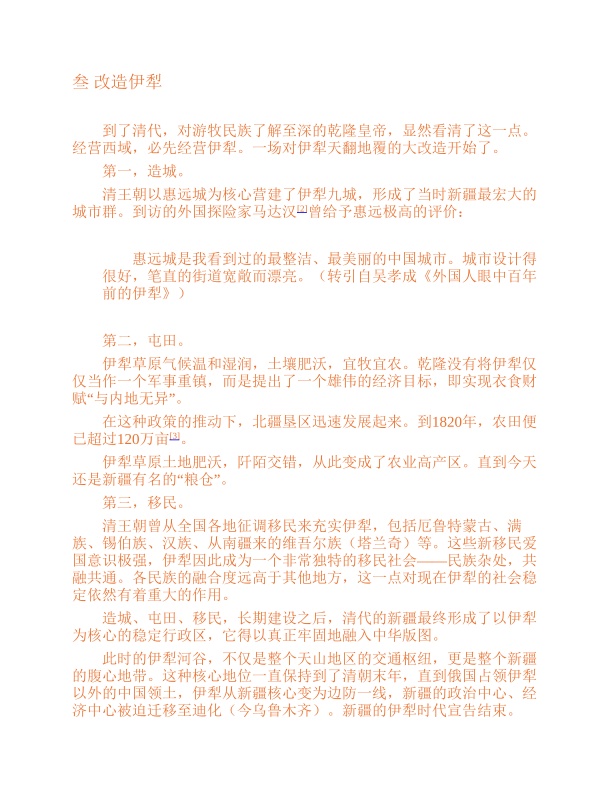 叁 改造伊犁
到了清代，对游牧民族了解至深的乾隆皇帝，显然看清了这一点。
经营西域，必先经营伊犁。一场对伊犁天翻地覆的大改造开始了。
第一，造城。
清王朝以惠远城为核心营建了伊犁九城，形成了当时新疆最宏大的
城市群。到访的外国探险家马达汉[2]曾给予惠远极高的评价：
惠远城是我看到过的最整洁、最美丽的中国城市。城市设计得
很好，笔直的街道宽敞而漂亮。（转引自吴孝成《外国人眼中百年
前的伊犁》）
第二，屯田。
伊犁草原气候温和湿润，土壤肥沃，宜牧宜农。乾隆没有将伊犁仅
仅当作一个军事重镇，而是提出了一个雄伟的经济目标，即实现衣食财
赋“与内地无异”。
在这种政策的推动下，北疆垦区迅速发展起来。到1820年，农田便
已超过120万亩[3]。
伊犁草原土地肥沃，阡陌交错，从此变成了农业高产区。直到今天
还是新疆有名的“粮仓”。
第三，移民。
清王朝曾从全国各地征调移民来充实伊犁，包括厄鲁特蒙古、满
族、锡伯族、汉族、从南疆来的维吾尔族（塔兰奇）等。这些新移民爱
国意识极强，伊犁因此成为一个非常独特的移民社会——民族杂处，共
融共通。各民族的融合度远高于其他地方，这一点对现在伊犁的社会稳
定依然有着重大的作用。
造城、屯田、移民，长期建设之后，清代的新疆最终形成了以伊犁
为核心的稳定行政区，它得以真正牢固地融入中华版图。
此时的伊犁河谷，不仅是整个天山地区的交通枢纽，更是整个新疆
的腹心地带。这种核心地位一直保持到了清朝末年，直到俄国占领伊犁
以外的中国领土，伊犁从新疆核心变为边防一线，新疆的政治中心、经
济中心被迫迁移至迪化（今乌鲁木齐）。新疆的伊犁时代宣告结束。